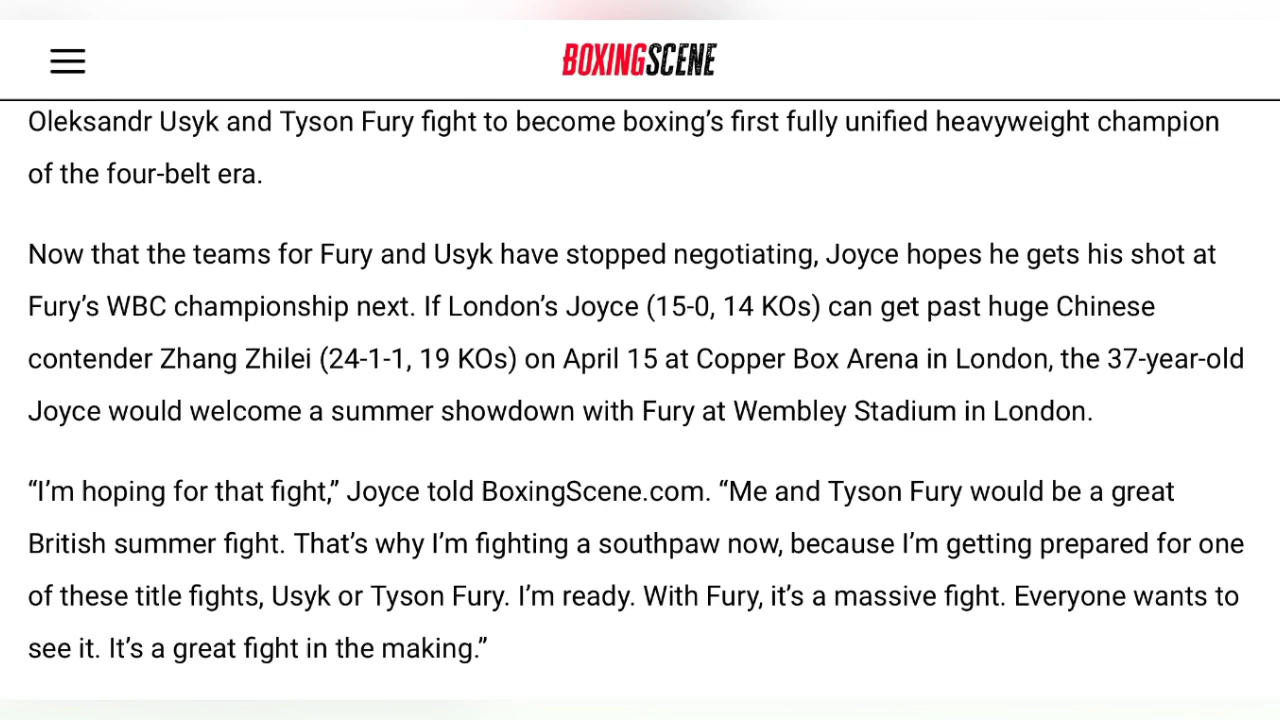 BOXINGSCENE
Oleksandr Usyk and Tyson Fury fight to become boxing’s first fully unified heavyweight champion
of the four-belt era.
Now that the teams for Fury and Usyk have stopped negotiating, Joyce hopes he gets his shot at
Fury’s WBC championship next. If London’s Joyce (15-0, 14 KOs) can get past huge Chinese
contender Zhang Zhilei (24-1-1, 19 KOs) on April 15 at Copper Box Arena in London, the 37-year-old
Joyce would welcome a summer showdown with Fury at Wembley Stadium in London.
“I’m hoping for that fight,” Joyce told BoxingScene.com. “Me and Tyson Fury would be a great
British summer fight. That’s why I’m fighting a southpaw now, because I’m getting prepared for one
of these title fights, Usyk or Tyson Fury. I’m ready. With Fury, it’s a massive fight. Everyone wants to
see it. It’s a great fight in the making.”